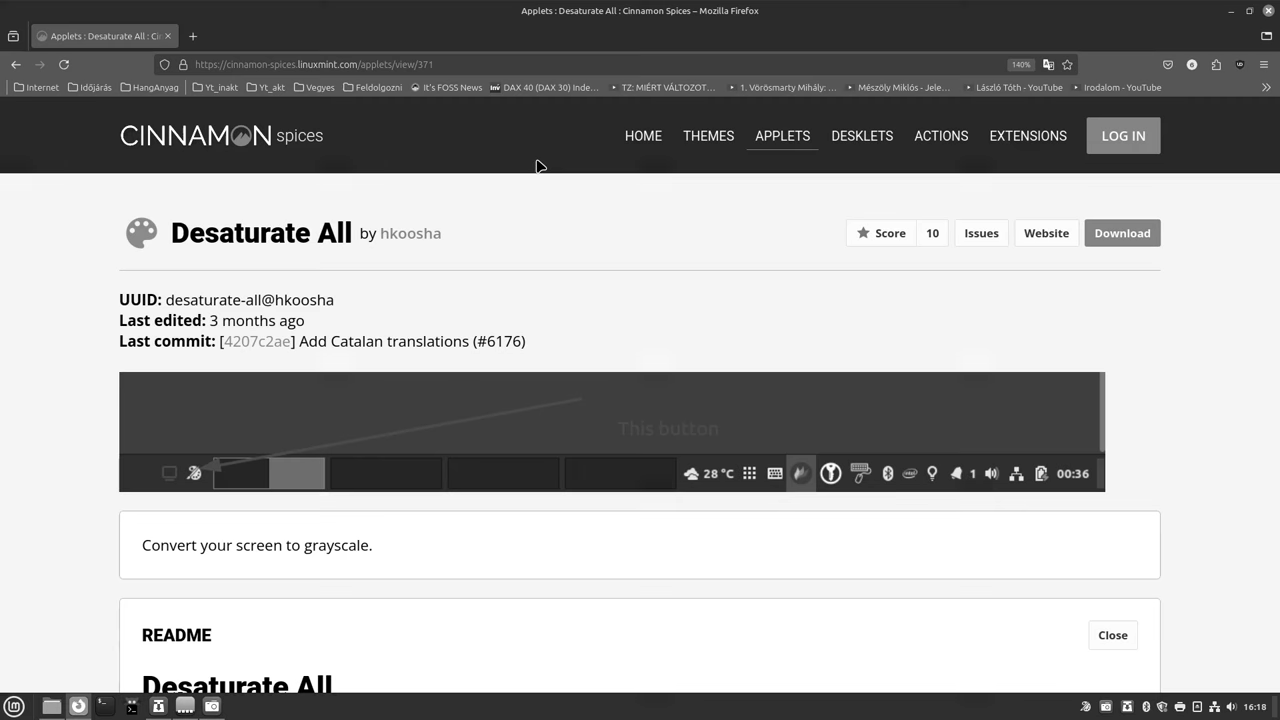 Applets : Desaturate All : Cinnamon Spices – Mozilla Firefox
Applets : Desaturate All : Ci
https://cinnamon-spices.linuxmint.com/applets/view/371
140%
Internet Időjárás HangAnyag Yt_inakt Yt_akt Vegyes Feldolgozni It's FOSS News DAX 40 (DAX 30) Inde… TZ: MIÉRT VÁLTOZOT… 1. Vörösmarty Mihály: … Mészöly Miklós - Jele… László Tóth - YouTube Irodalom - YouTube
CINNAMON spices
HOME THEMES APPLETS DESKLETS ACTIONS EXTENSIONS LOG IN
Desaturate All by hkoosha
Score 10 Issues Website Download
UUID: desaturate-all@hkoosha
Last edited: 3 months ago
Last commit: [4207c2ae] Add Catalan translations (#6176)
This button
28 °C 1 00:36
Convert your screen to grayscale.
README
Close
Desaturate All
16:18